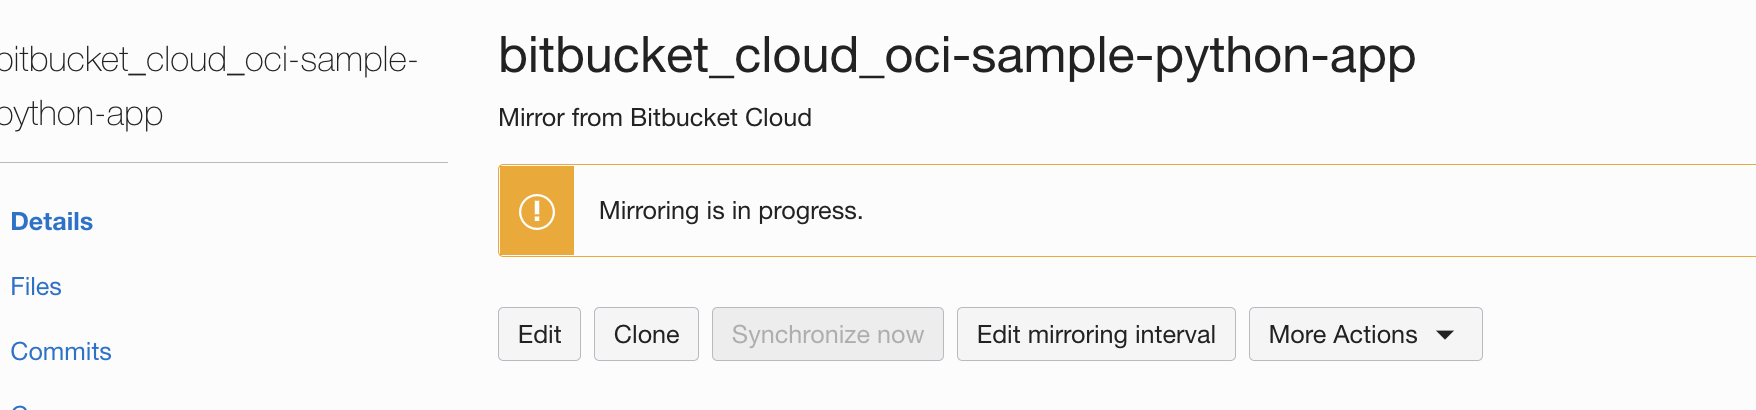 bitbucket_cloud_oci-sample-
python-app
Details
Files
Commits
bitbucket_cloud_oci-sample-python-app
Mirror from Bitbucket Cloud
Mirroring is in progress.
Edit
Clone
Synchronize now
Edit mirroring interval
More Actions